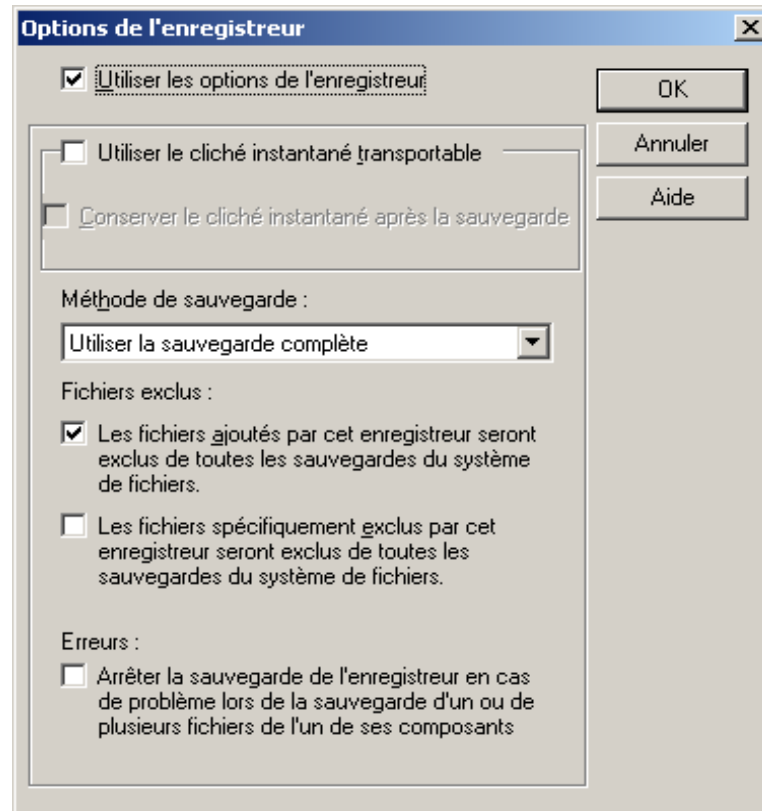 Options de l'enregistreur
Utiliser les options de l'enregistreur
OK
Utiliser le cliché instantané transportable
Annuler
Conserver le cliché instantané après la sauvegarde
Aide
Méthode de sauvegarde :
Utiliser la sauvegarde complète
Fichiers exclus :
Les fichiers ajoutés par cet enregistreur seront
exclus de toutes les sauvegardes du système
de fichiers.
Les fichiers spécifiquement exclus par cet
enregistreur seront exclus de toutes les
sauvegardes du système de fichiers.
Erreurs :
Arrêter la sauvegarde de l'enregistreur en cas
de problème lors de la sauvegarde d'un ou de
plusieurs fichiers de l'un de ses composants